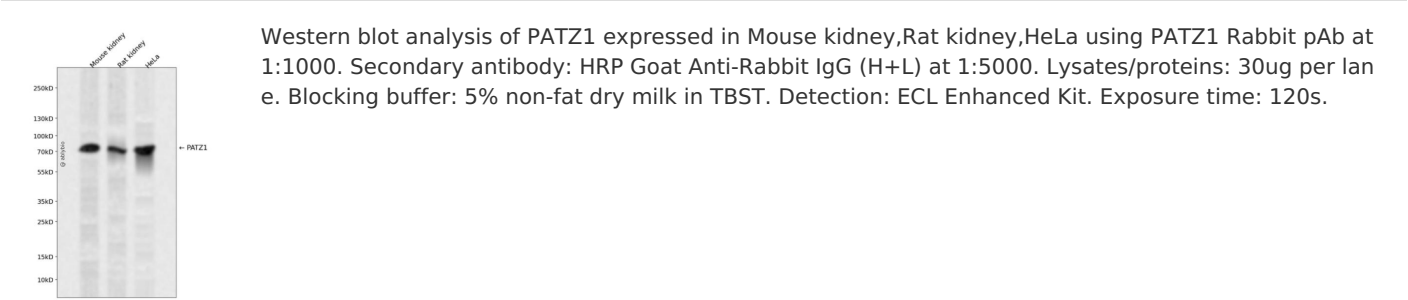 Mouse kidney
Rat kidney
HeLa
250kD
130kD
100kD
70kD
55kD
35kD
25kD
15kD
10kD
← PATZ1
Western blot analysis of PATZ1 expressed in Mouse kidney,Rat kidney,HeLa using PATZ1 Rabbit pAb at
1:1000. Secondary antibody: HRP Goat Anti-Rabbit IgG (H+L) at 1:5000. Lysates/proteins: 30ug per lan
e. Blocking buffer: 5% non-fat dry milk in TBST. Detection: ECL Enhanced Kit. Exposure time: 120s.